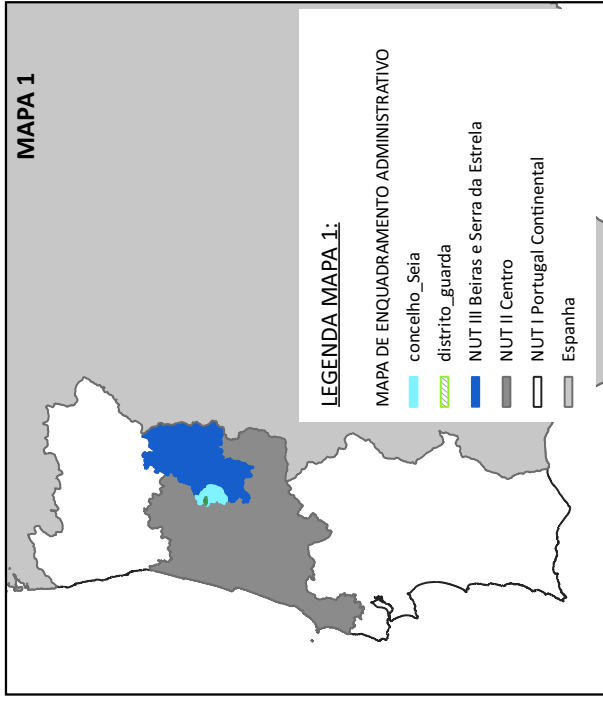 MAPA 1
LEGENDA MAPA 1:
MAPA DE ENQUADRAMENTO ADMINISTRATIVO
concelho_Seia
distrito_guarda
NUT III Beiras e Serra da Estrela
NUT II Centro
NUT I Portugal Continental
Espanha